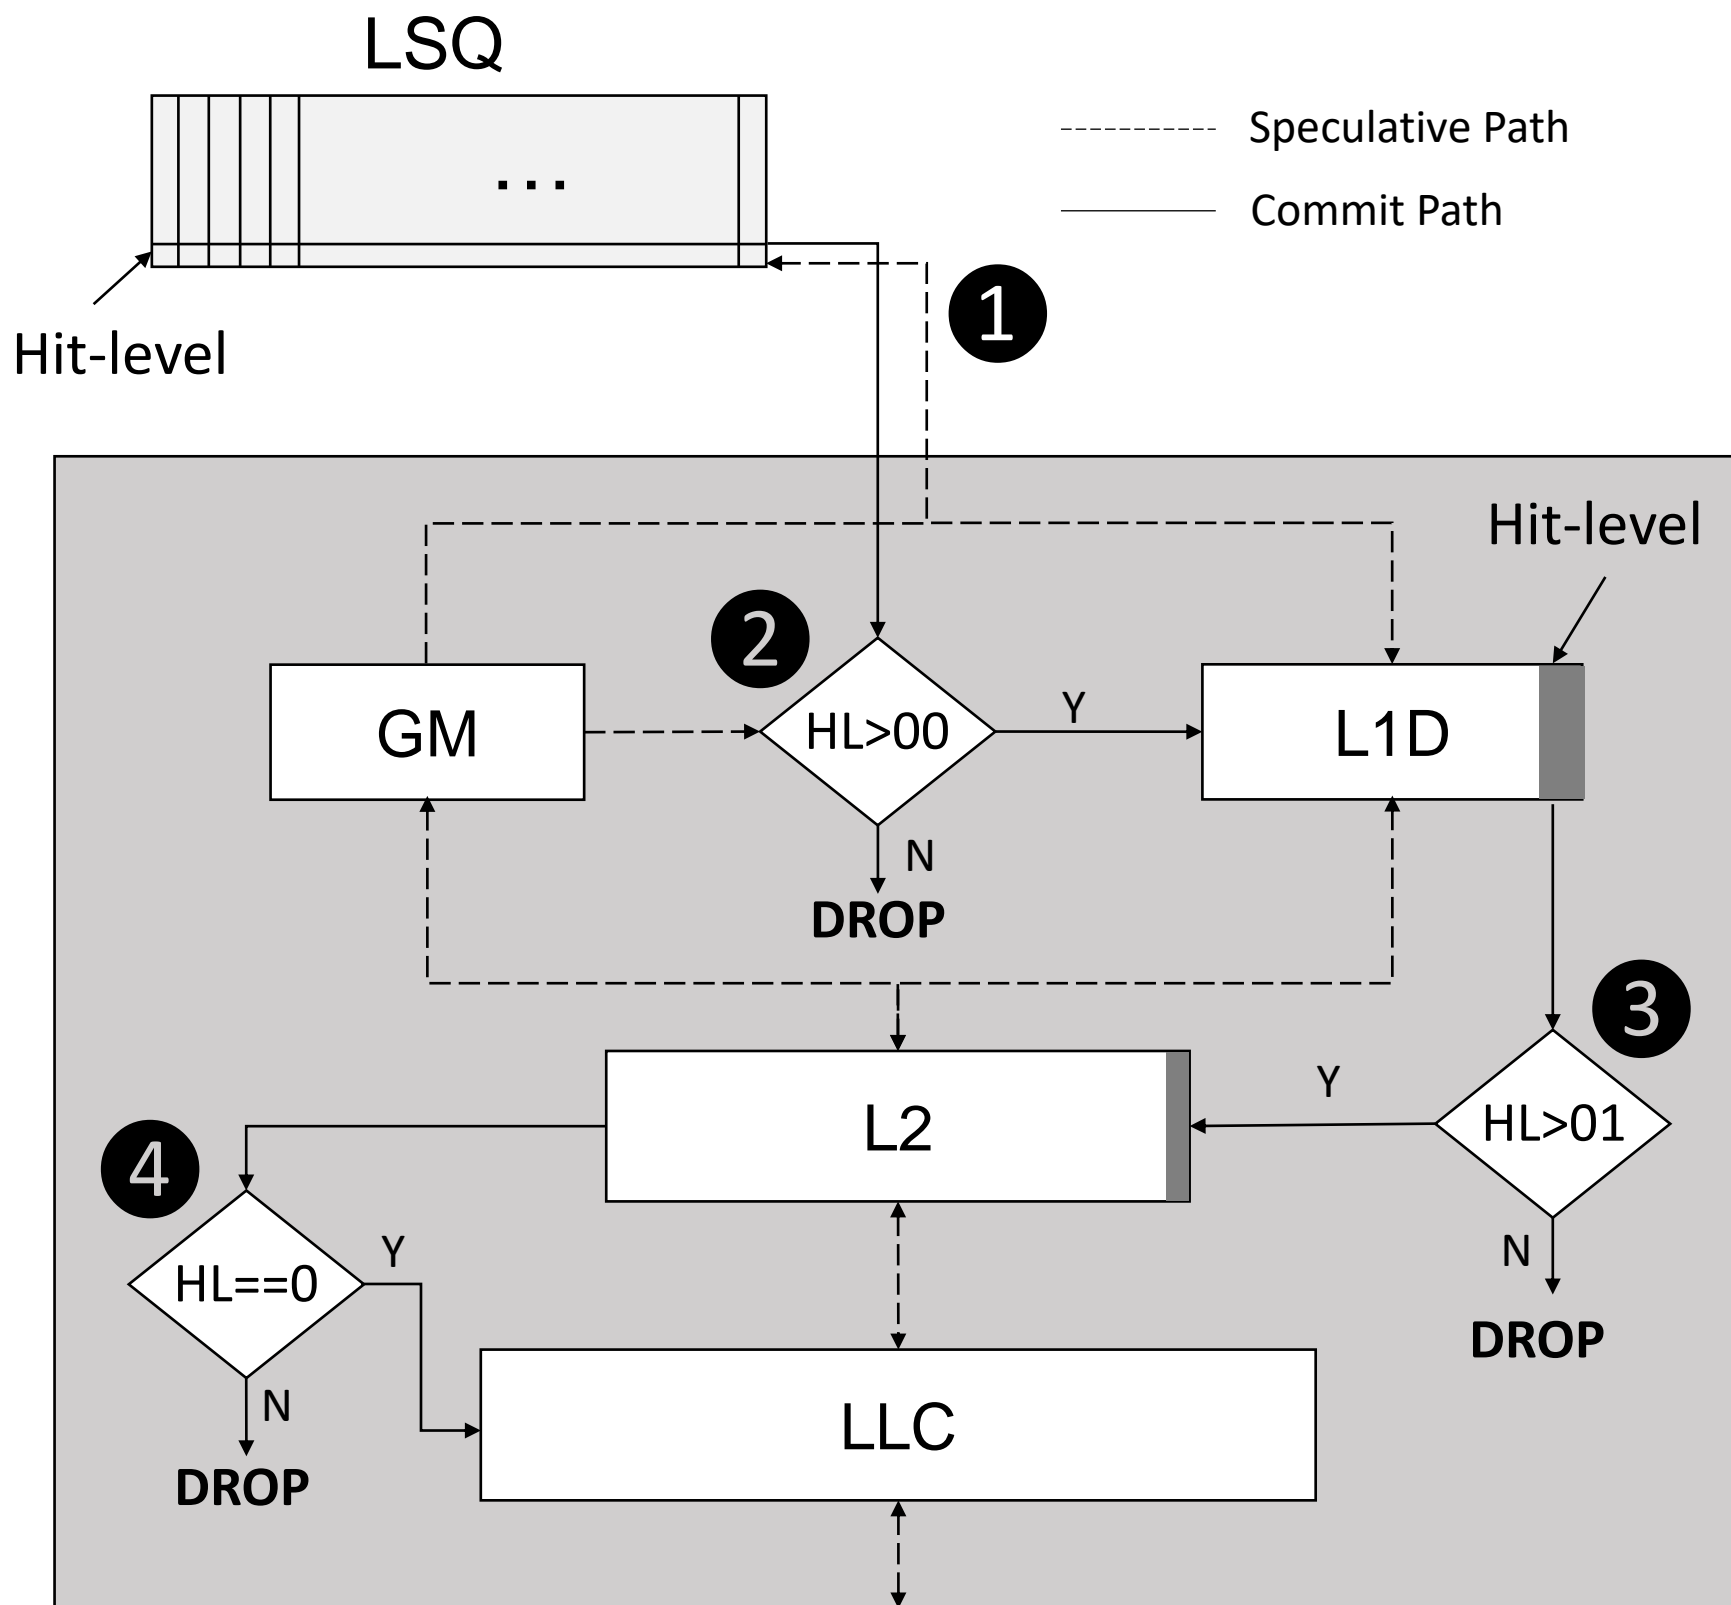 LSQ
Speculative Path
...
Commit Path
1
Hit-level
Hit-level
2
GM
HL>00
Y
L1D
N
DROP
3
L2
Y
HL>01
4
HL==0
Y
N
DROP
LLC
N
DROP